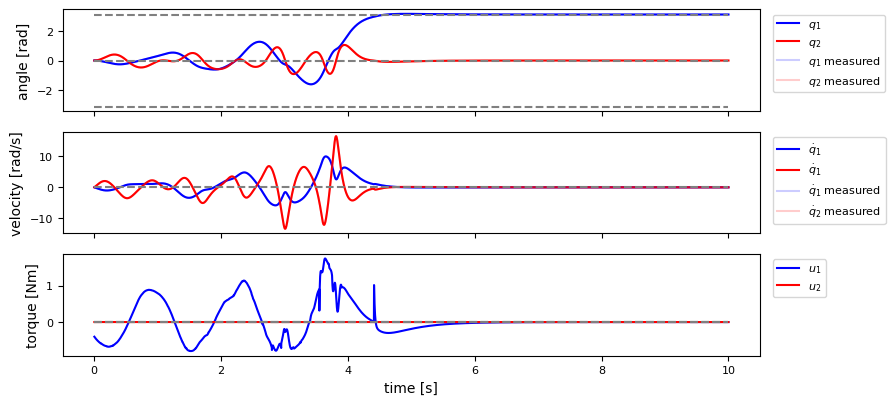 angle [rad]
2
0
−2
q₁
q₂
q₁ measured
q₂ measured
velocity [rad/s]
10
0
−10
q̇₁
q̇₁
q̇₁ measured
q̇₂ measured
torque [Nm]
1
0
u₁
u₂
0 2 4 6 8 10
time [s]